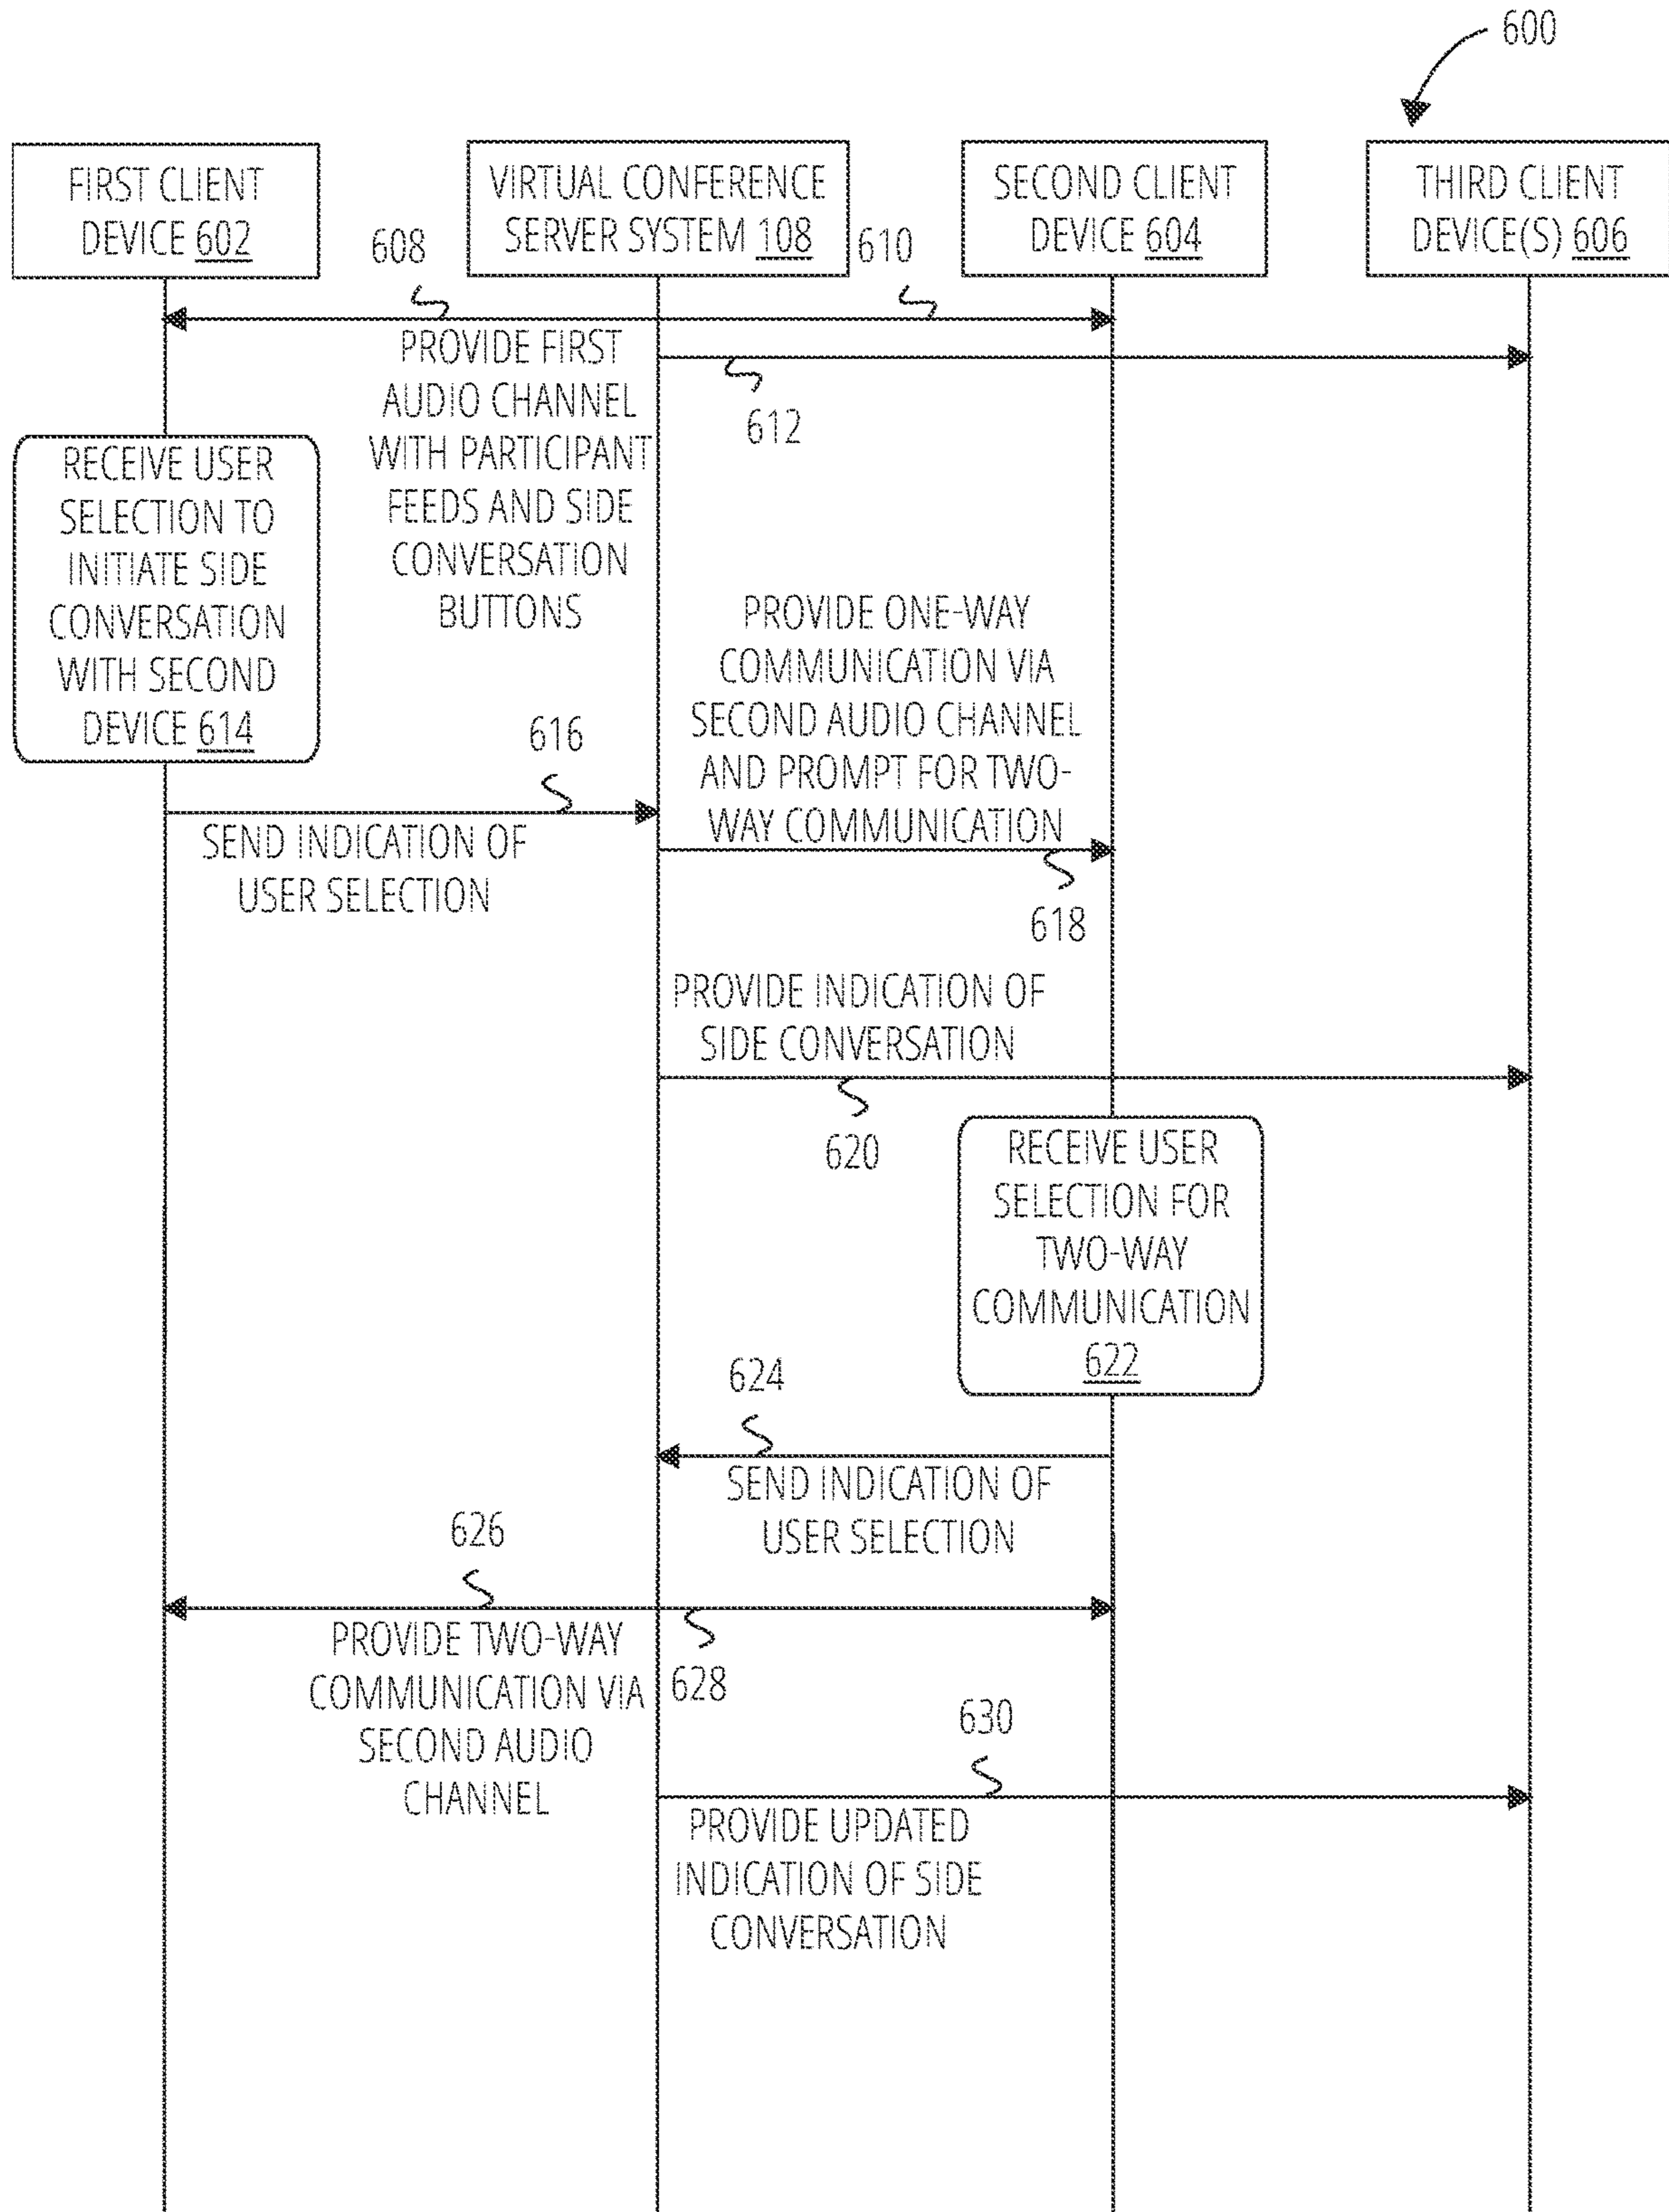 600
FIRST CLIENT
DEVICE 602
VIRTUAL CONFERENCE
SERVER SYSTEM 108
SECOND CLIENT
DEVICE 604
THIRD CLIENT
DEVICE(S) 606
608
610
PROVIDE FIRST
AUDIO CHANNEL
WITH PARTICIPANT
FEEDS AND SIDE
CONVERSATION
BUTTONS
612
RECEIVE USER
SELECTION TO
INITIATE SIDE
CONVERSATION
WITH SECOND
DEVICE 614
616
SEND INDICATION OF
USER SELECTION
PROVIDE ONE-WAY
COMMUNICATION VIA
SECOND AUDIO CHANNEL
AND PROMPT FOR TWO-
WAY COMMUNICATION
618
PROVIDE INDICATION OF
SIDE CONVERSATION
620
RECEIVE USER
SELECTION FOR
TWO-WAY
COMMUNICATION
622
624
SEND INDICATION OF
USER SELECTION
626
PROVIDE TWO-WAY
COMMUNICATION VIA
SECOND AUDIO
CHANNEL
628
630
PROVIDE UPDATED
INDICATION OF SIDE
CONVERSATION